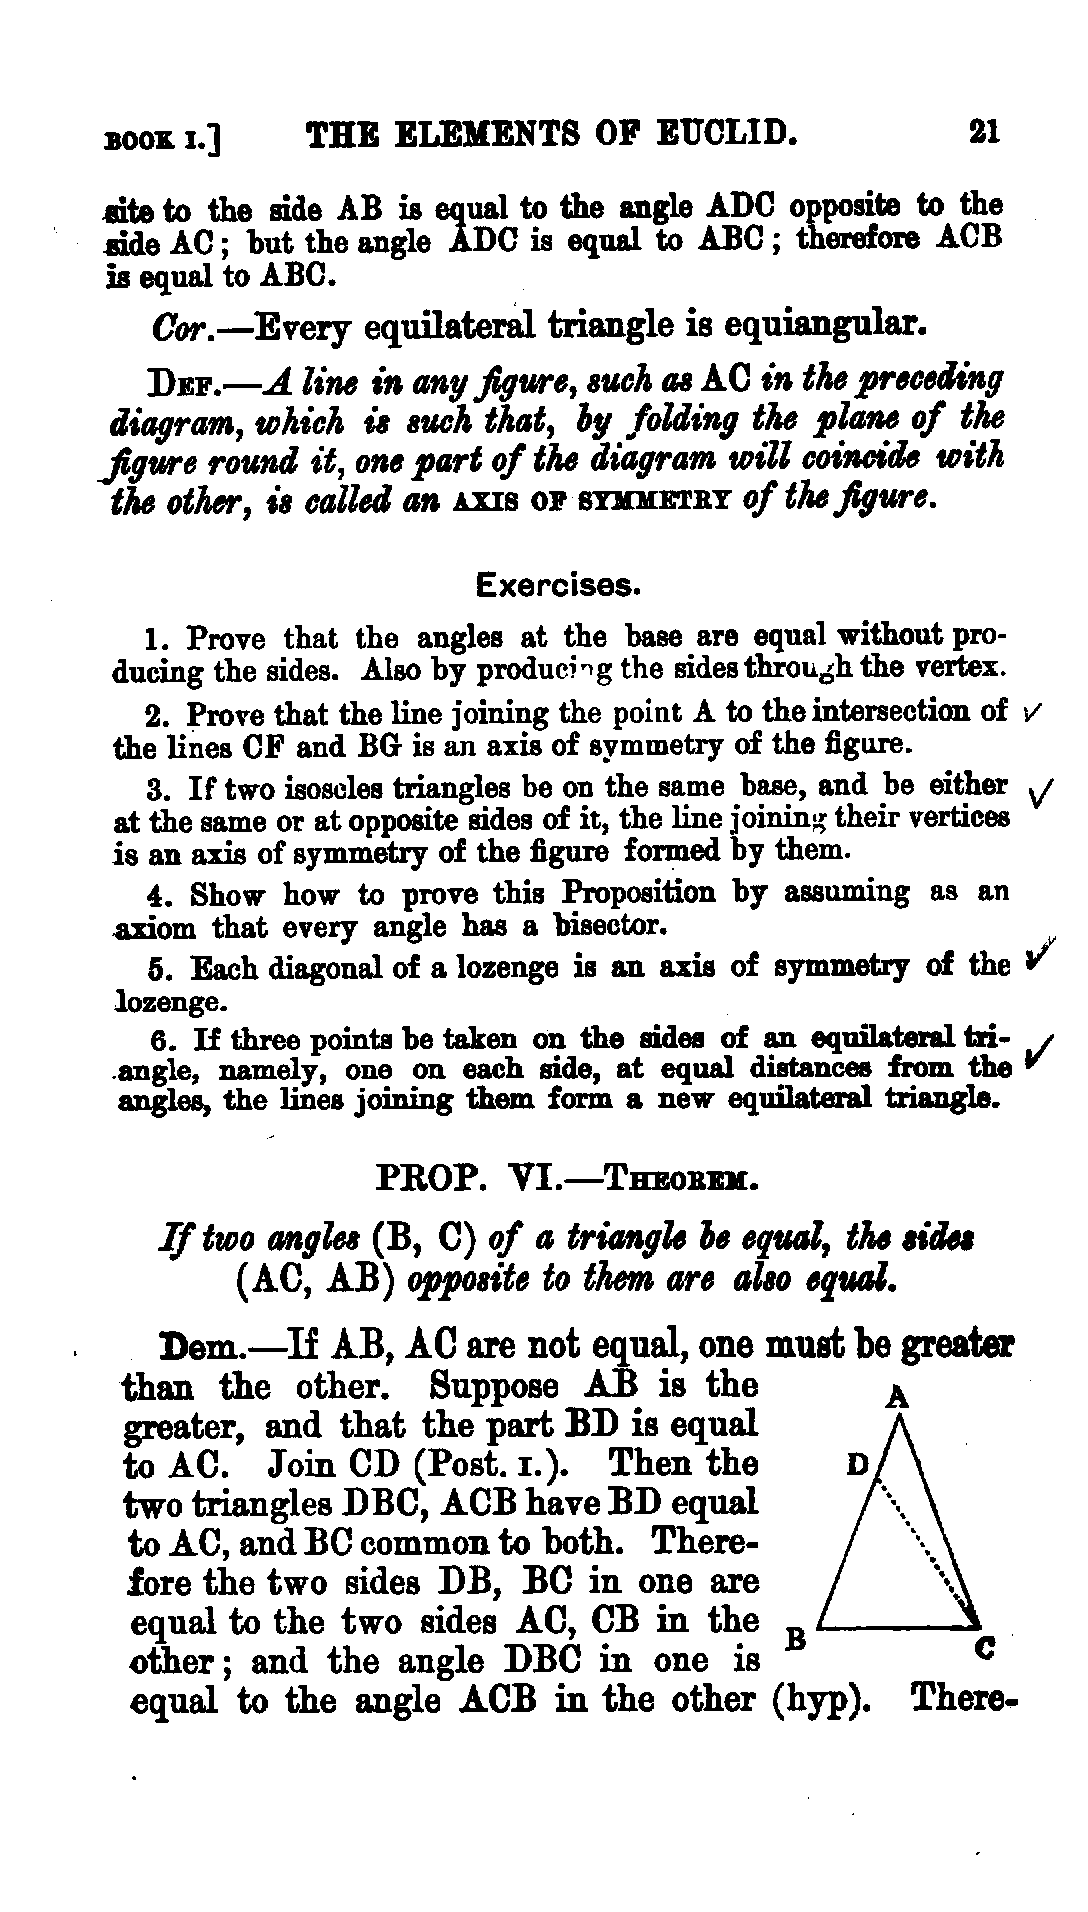 BOOK I.] THE ELEMENTS OF EUCLID. 21
site to the side AB is equal to the angle ADC opposite to the
side AC; but the angle ADC is equal to ABC; therefore ACB
is equal to ABC.
Cor.—Every equilateral triangle is equiangular.
DEF.—A line in any figure, such as AC in the preceding
diagram, which is such that, by folding the plane of the
figure round it, one part of the diagram will coincide with
the other, is called an AXIS OF SYMMETRY of the figure.
Exercises.
1. Prove that the angles at the base are equal without pro-
ducing the sides. Also by producing the sides through the vertex.
2. Prove that the line joining the point A to the intersection of
the lines CF and BG is an axis of symmetry of the figure.
3. If two isosceles triangles be on the same base, and be either
at the same or at opposite sides of it, the line joining their vertices
is an axis of symmetry of the figure formed by them.
4. Show how to prove this Proposition by assuming as an
axiom that every angle has a bisector.
5. Each diagonal of a lozenge is an axis of symmetry of the
lozenge.
6. If three points be taken on the sides of an equilateral tri-
angle, namely, one on each side, at equal distances from the
angles, the lines joining them form a new equilateral triangle.
PROP. VI.—THEOREM.
If two angles (B, C) of a triangle be equal, the sides
(AC, AB) opposite to them are also equal.
Dem.—If AB, AC are not equal, one must be greater
than the other. Suppose AB is the
greater, and that the part BD is equal
to AC. Join CD (Post. I.). Then the
two triangles DBC, ACB have BD equal
to AC, and BC common to both. There-
fore the two sides DB, BC in one are
equal to the two sides AC, CB in the
other; and the angle DBC in one is
equal to the angle ACB in the other (hyp). There-
A
D
B
C